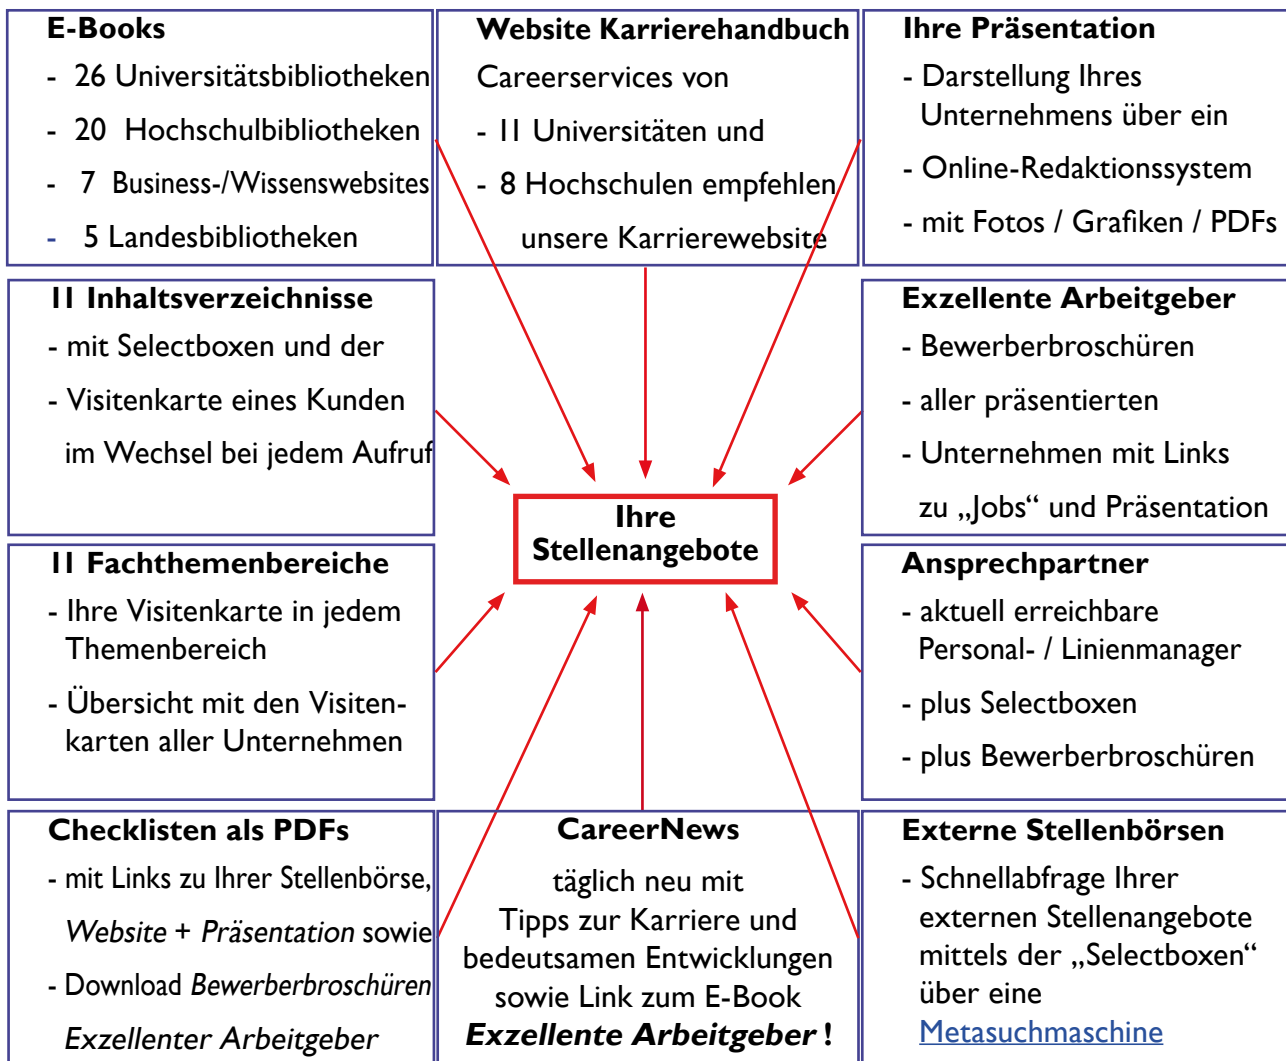 E-Books
- 26 Universitätsbibliotheken
- 20 Hochschulbibliotheken
- 7 Business-/Wissenswebsites
- 5 Landesbibliotheken
Website Karrierehandbuch
Careerservices von
- 11 Universitäten und
- 8 Hochschulen empfehlen
unsere Karrierewebsite
Ihre Präsentation
- Darstellung Ihres
Unternehmens über ein
- Online-Redaktionssystem
- mit Fotos / Grafiken / PDFs
11 Inhaltsverzeichnisse
- mit Selectboxen und der
- Visitenkarte eines Kunden
im Wechsel bei jedem Aufruf
Exzellente Arbeitgeber
- Bewerberbroschüren
- aller präsentierten
- Unternehmen mit Links
zu „Jobs“ und Präsentation
Ihre
Stellenangebote
11 Fachthemenbereiche
- Ihre Visitenkarte in jedem
Themenbereich
- Übersicht mit den Visiten-
karten aller Unternehmen
Ansprechpartner
- aktuell erreichbare
Personal- / Linienmanager
- plus Selectboxen
- plus Bewerberbroschüren
Checklisten als PDFs
- mit Links zu Ihrer Stellenbörse,
Website + Präsentation sowie
- Download Bewerberbroschüren
Exzellenter Arbeitgeber
CareerNews
täglich neu mit
Tipps zur Karriere und
bedeutsamen Entwicklungen
sowie Link zum E-Book
Exzellente Arbeitgeber !
Externe Stellenbörsen
- Schnellabfrage Ihrer
externen Stellenangebote
mittels der „Selectboxen“
über eine
Metasuchmaschine